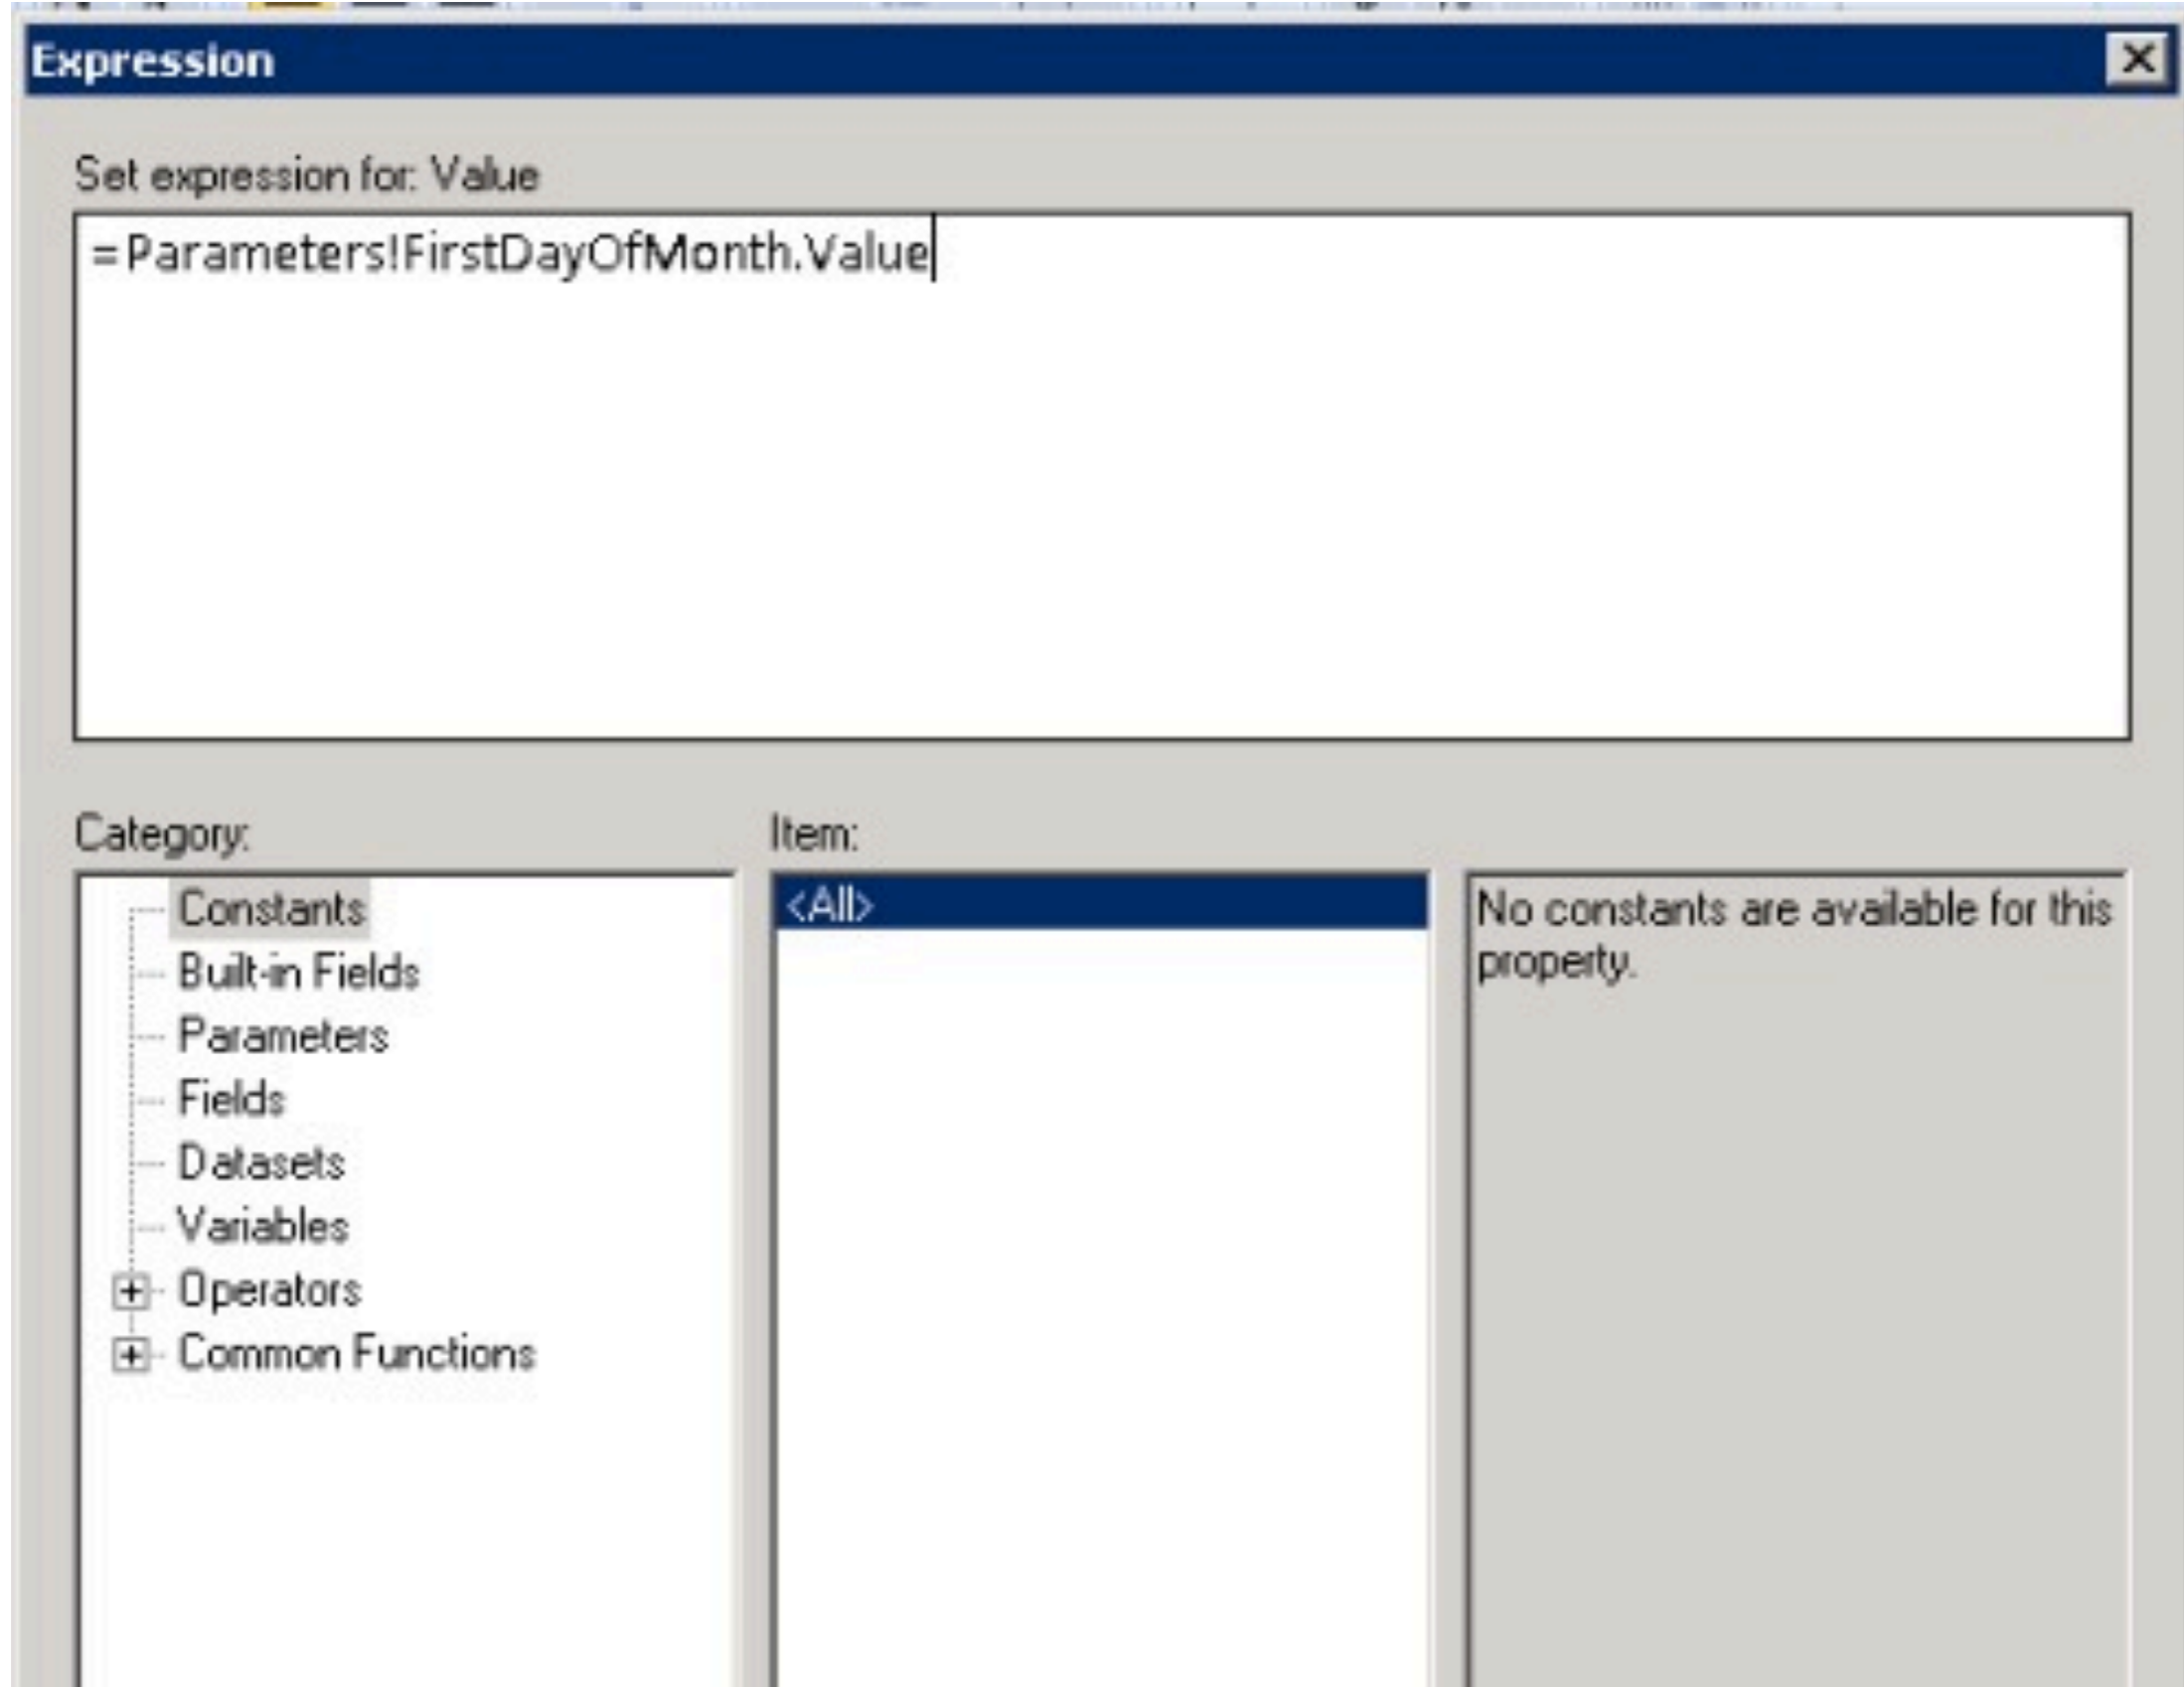 Expression
Set expression for: Value
=Parameters!FirstDayOfMonth.Value
Category:
Constants
Built-in Fields
Parameters
Fields
Datasets
Variables
Operators
Common Functions
Item:
<All>
No constants are available for this
property.